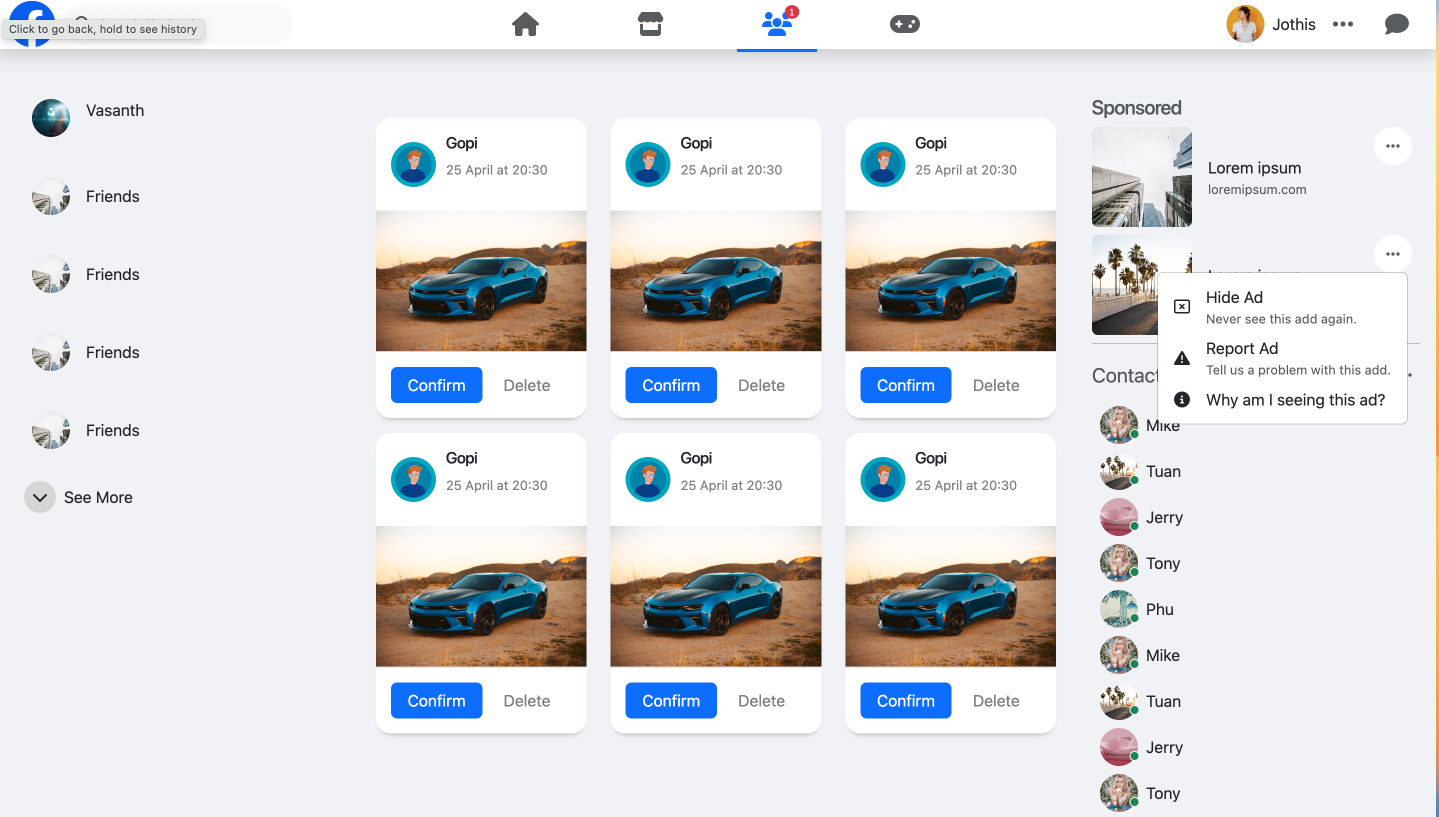 Click to go back, hold to see history
1
Jothis
Vasanth
Friends
Friends
Friends
Friends
See More
Gopi
25 April at 20:30
Confirm
Delete
Gopi
25 April at 20:30
Confirm
Delete
Gopi
25 April at 20:30
Confirm
Delete
Gopi
25 April at 20:30
Confirm
Delete
Gopi
25 April at 20:30
Confirm
Delete
Gopi
25 April at 20:30
Confirm
Delete
Sponsored
Lorem ipsum
loremipsum.com
Hide Ad
Never see this add again.
Report Ad
Tell us a problem with this add.
Why am I seeing this ad?
Mike
Tuan
Jerry
Tony
Phu
Mike
Tuan
Jerry
Tony